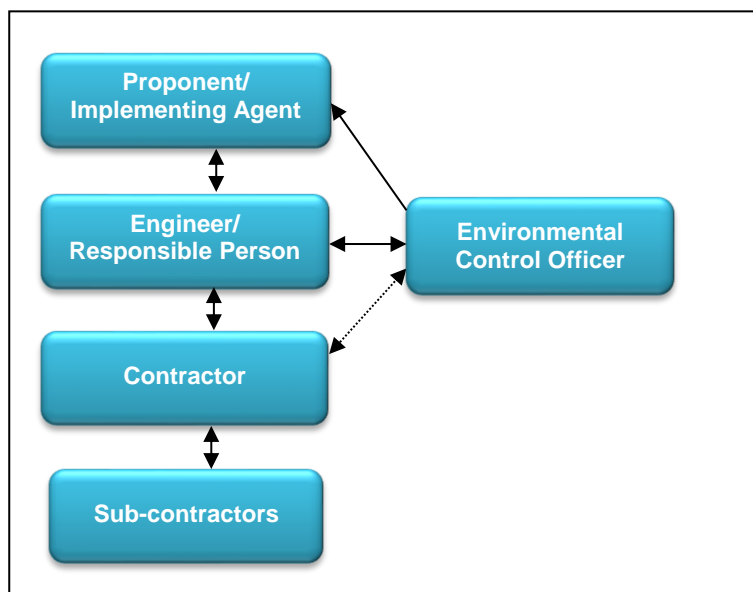 Proponent/
Implementing Agent
Engineer/
Responsible Person
Environmental
Control Officer
Contractor
Sub-contractors